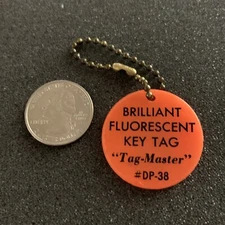 BRILLIANT
FLUORESCENT
KEY TAG
"Tag-Master"
#DP-38